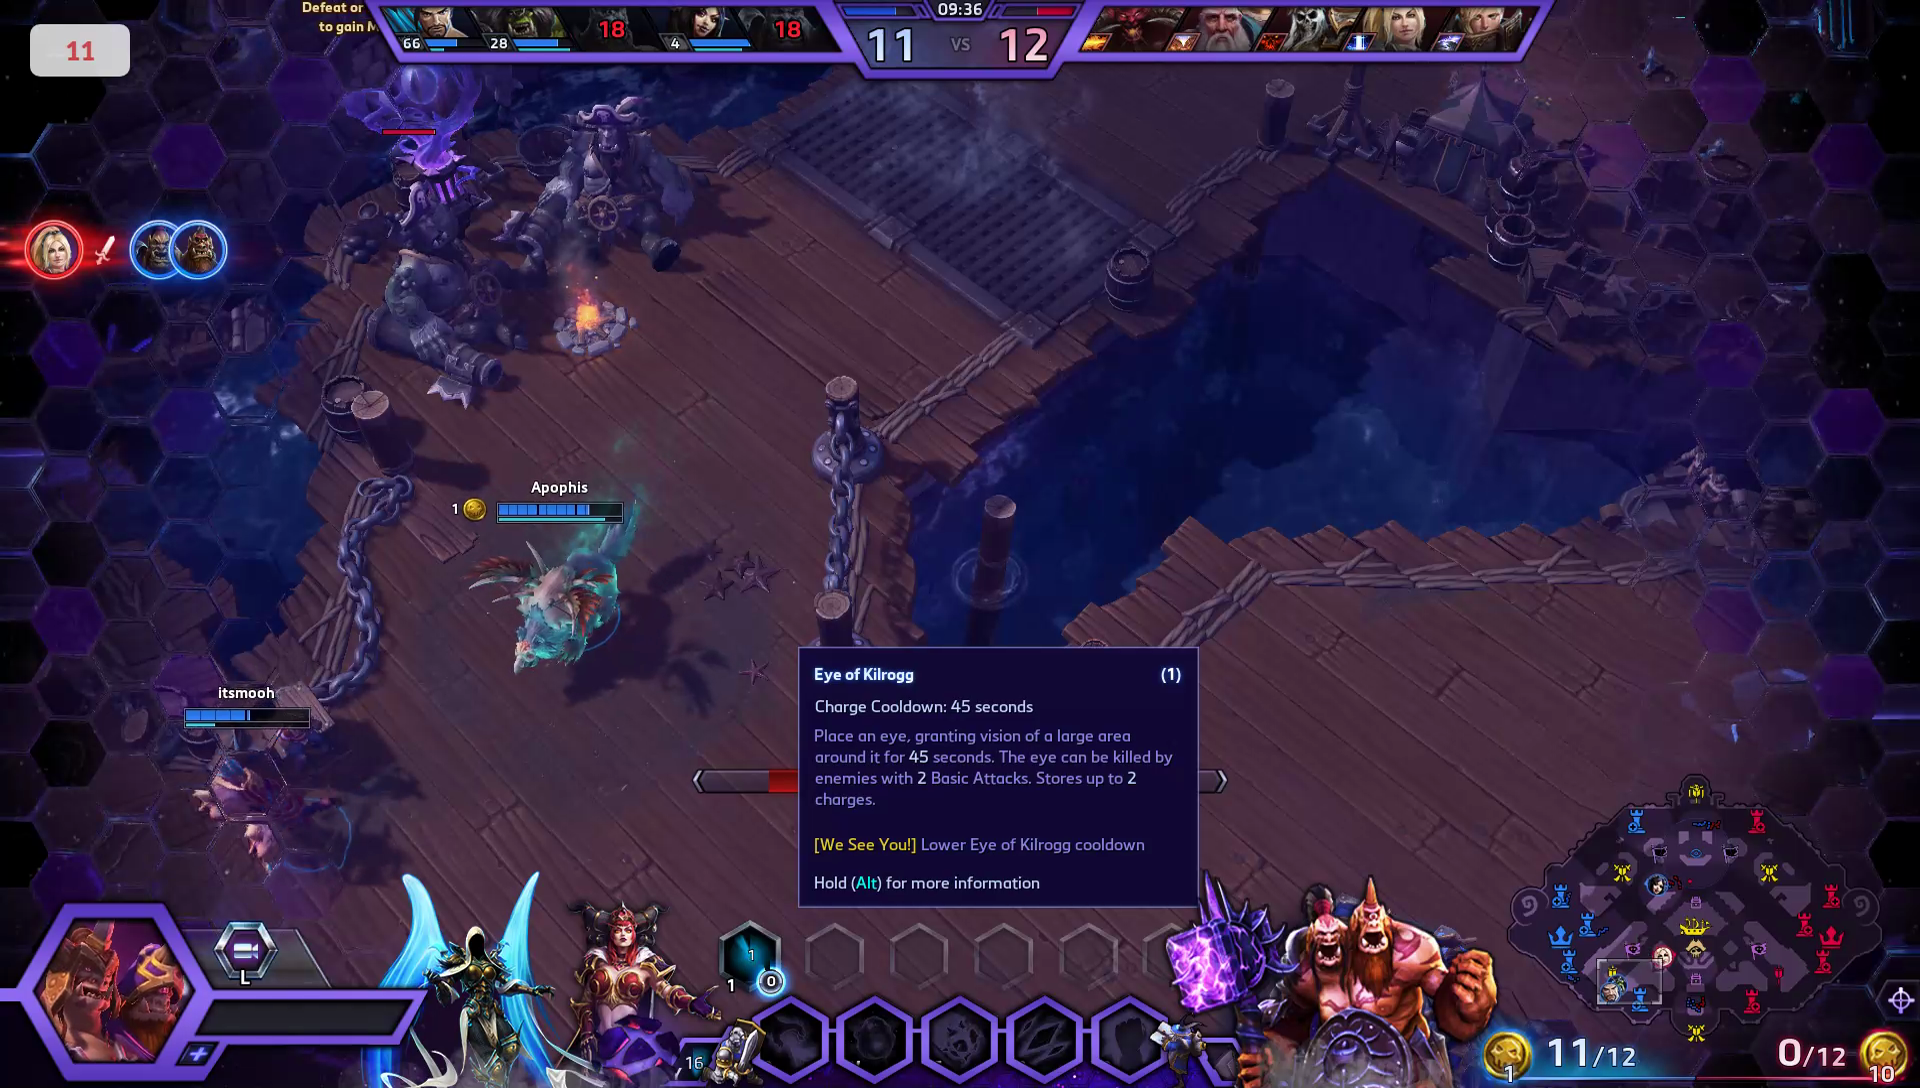 Defeat or
to gain M
11
66
28
18
4
18
09:36
11 VS 12
Apophis
1
itsmooh
Eye of Kilrogg (1)
Charge Cooldown: 45 seconds
Place an eye, granting vision of a large area
around it for 45 seconds. The eye can be killed by
enemies with 2 Basic Attacks. Stores up to 2
charges.
[We See You!] Lower Eye of Kilrogg cooldown
Hold (Alt) for more information
L
1
1
0
16
1
11/12
0/12
10